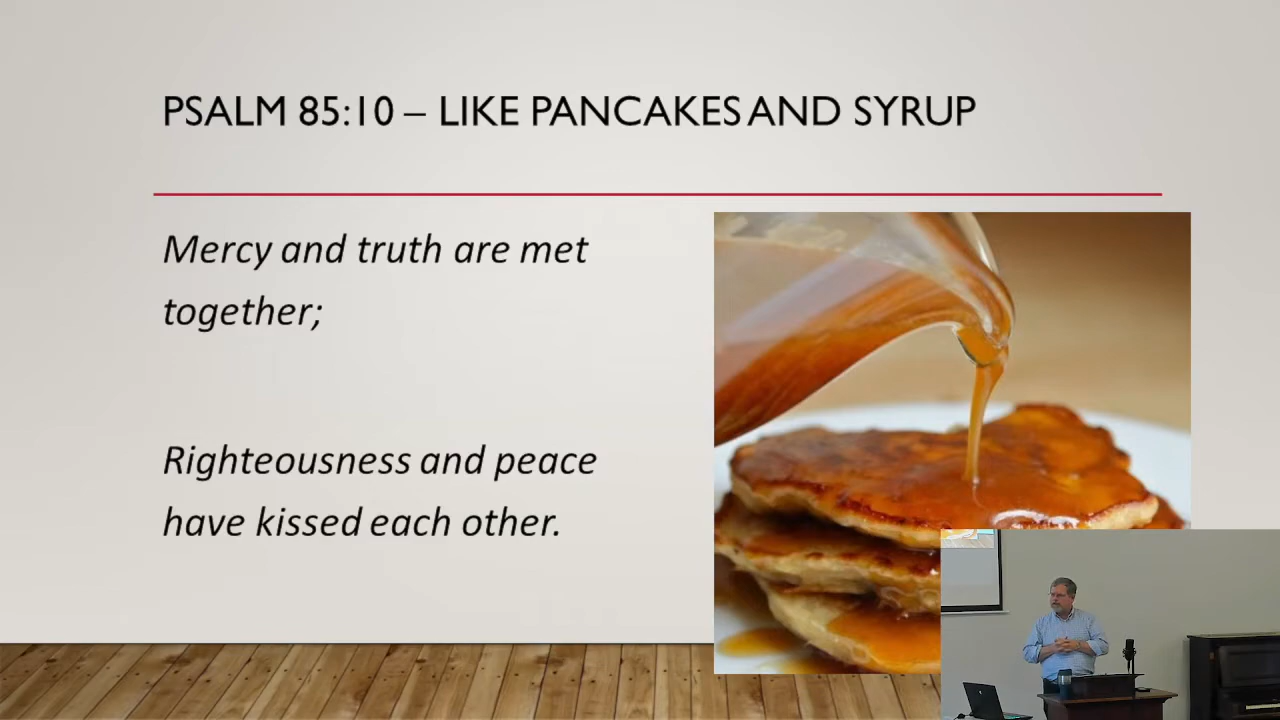 PSALM 85:10 – LIKE PANCAKES AND SYRUP
Mercy and truth are met
together;
Righteousness and peace
have kissed each other.